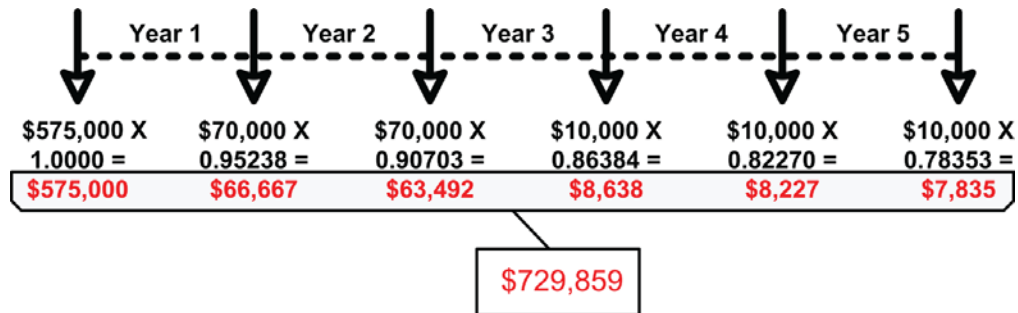 Year 1 Year 2 Year 3 Year 4 Year 5
$575,000 X $70,000 X $70,000 X $10,000 X $10,000 X $10,000 X
1.0000 = 0.95238 = 0.90703 = 0.86384 = 0.82270 = 0.78353 =
$575,000 $66,667 $63,492 $8,638 $8,227 $7,835
$729,859